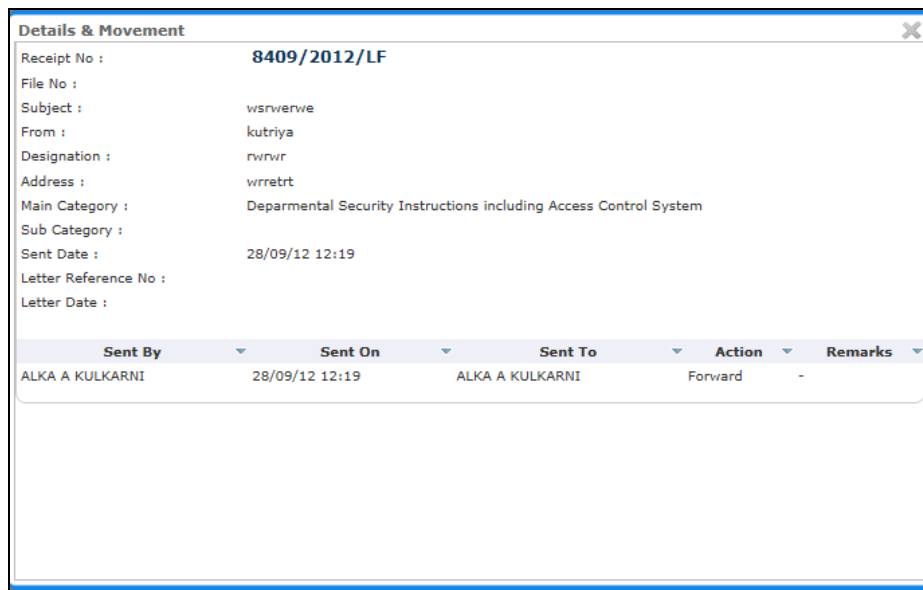 Details & Movement
Receipt No : 8409/2012/LF
File No :
Subject : wsrwerwe
From : kutriya
Designation : rwrwr
Address : wrretrt
Main Category : Deparmental Security Instructions including Access Control System
Sub Category :
Sent Date : 28/09/12 12:19
Letter Reference No :
Letter Date :
Sent By Sent On Sent To Action Remarks
ALKA A KULKARNI 28/09/12 12:19 ALKA A KULKARNI Forward -